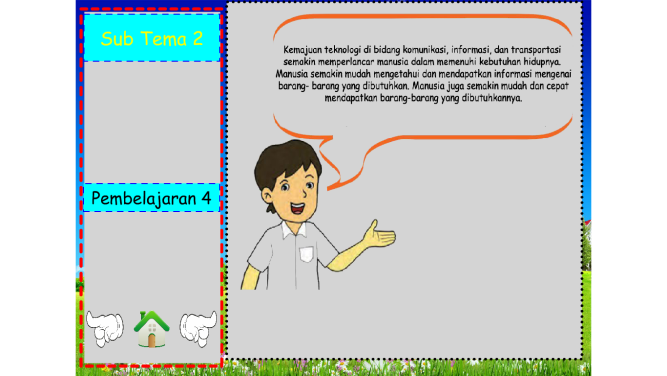 Sub Tema 2
Pembelajaran 4
Kemajuan teknologi di bidang komunikasi, informasi, dan transportasi
semakin memperlancar manusia dalam memenuhi kebutuhan hidupnya.
Manusia semakin mudah mengetahui dan mendapatkan informasi mengenai
barang- barang yang dibutuhkan. Manusia juga semakin mudah dan cepat
mendapatkan barang-barang yang dibutuhkannya.